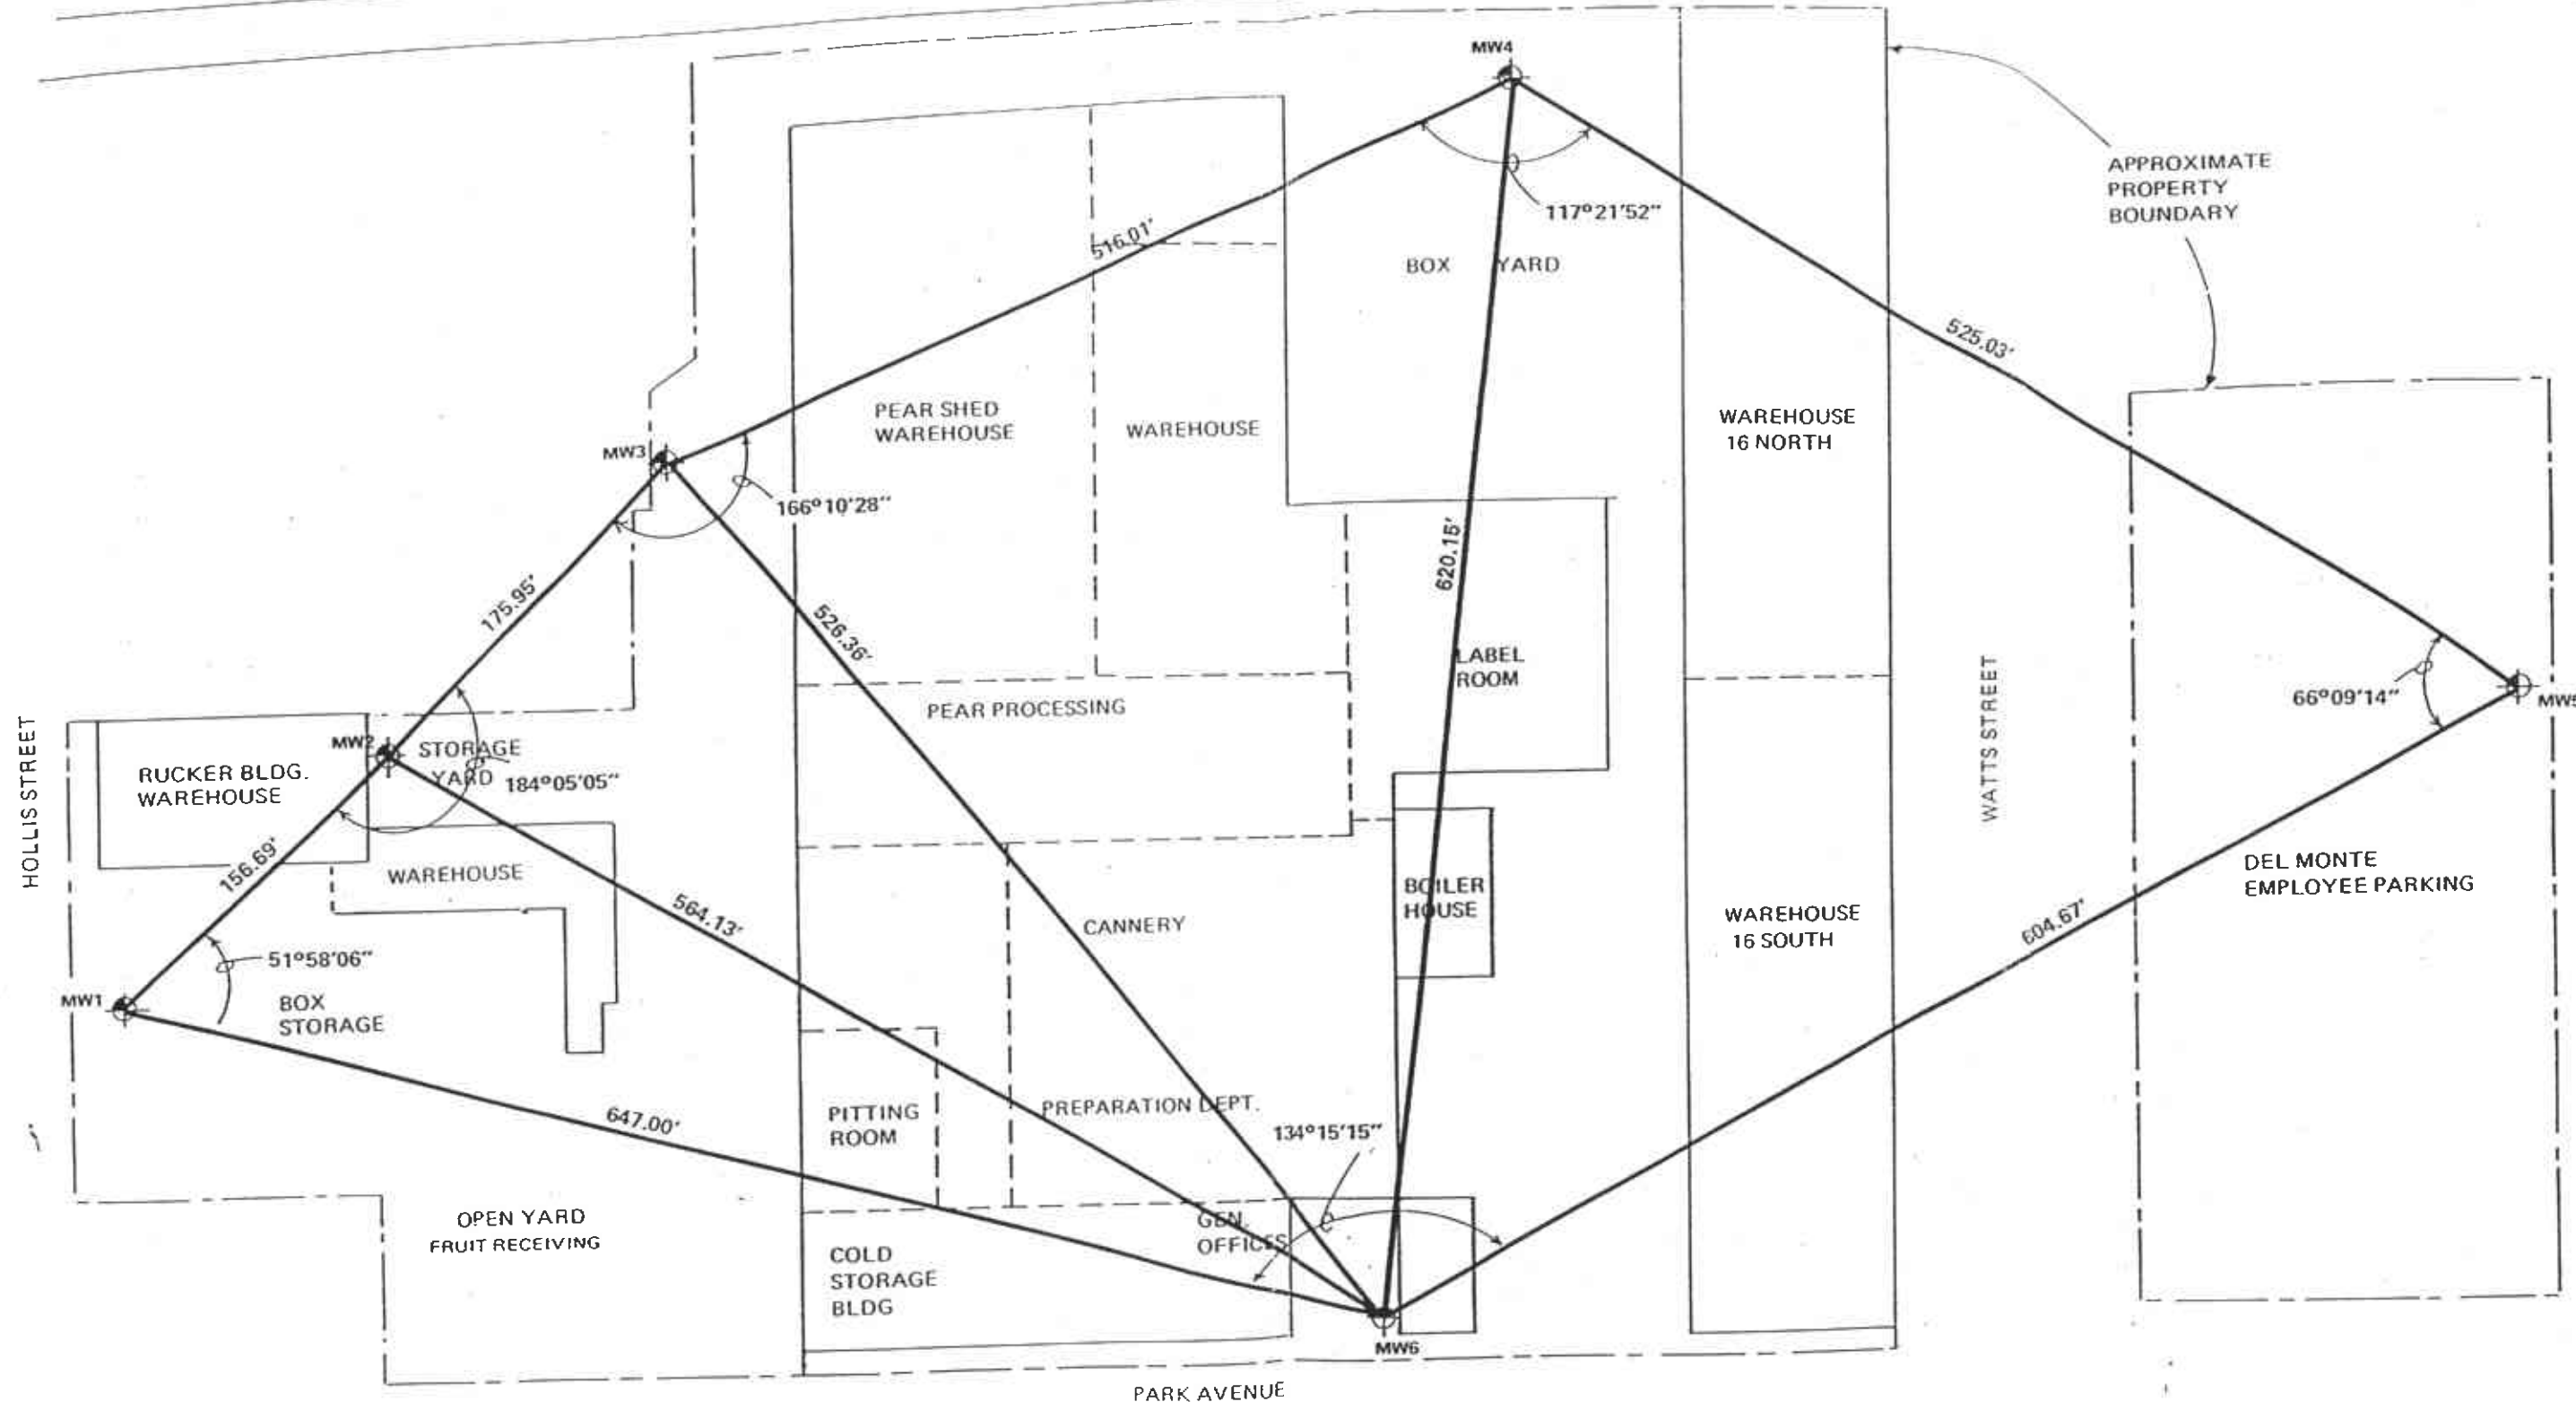 MW4
APPROXIMATE
PROPERTY
BOUNDARY
117°21'52"
516.01'
BOX YARD
525.03'
PEAR SHED
WAREHOUSE
WAREHOUSE
WAREHOUSE
16 NORTH
MW3
166°10'28"
620.15'
175.95'
526.36'
LABEL
ROOM
WATTS STREET
66°09'14"
MW5
PEAR PROCESSING
HOLLIS STREET
MW2
STORAGE
YARD
184°05'05"
RUCKER BLDG.
WAREHOUSE
156.69'
WAREHOUSE
564.13'
CANNERY
BOILER
HOUSE
WAREHOUSE
16 SOUTH
604.67'
DEL MONTE
EMPLOYEE PARKING
51°58'06"
MW1
BOX
STORAGE
647.00'
PITTING
ROOM
PREPARATION DEPT.
134°15'15"
OPEN YARD
FRUIT RECEIVING
GEN.
OFFICES
COLD
STORAGE
BLDG
MW6
PARK AVENUE